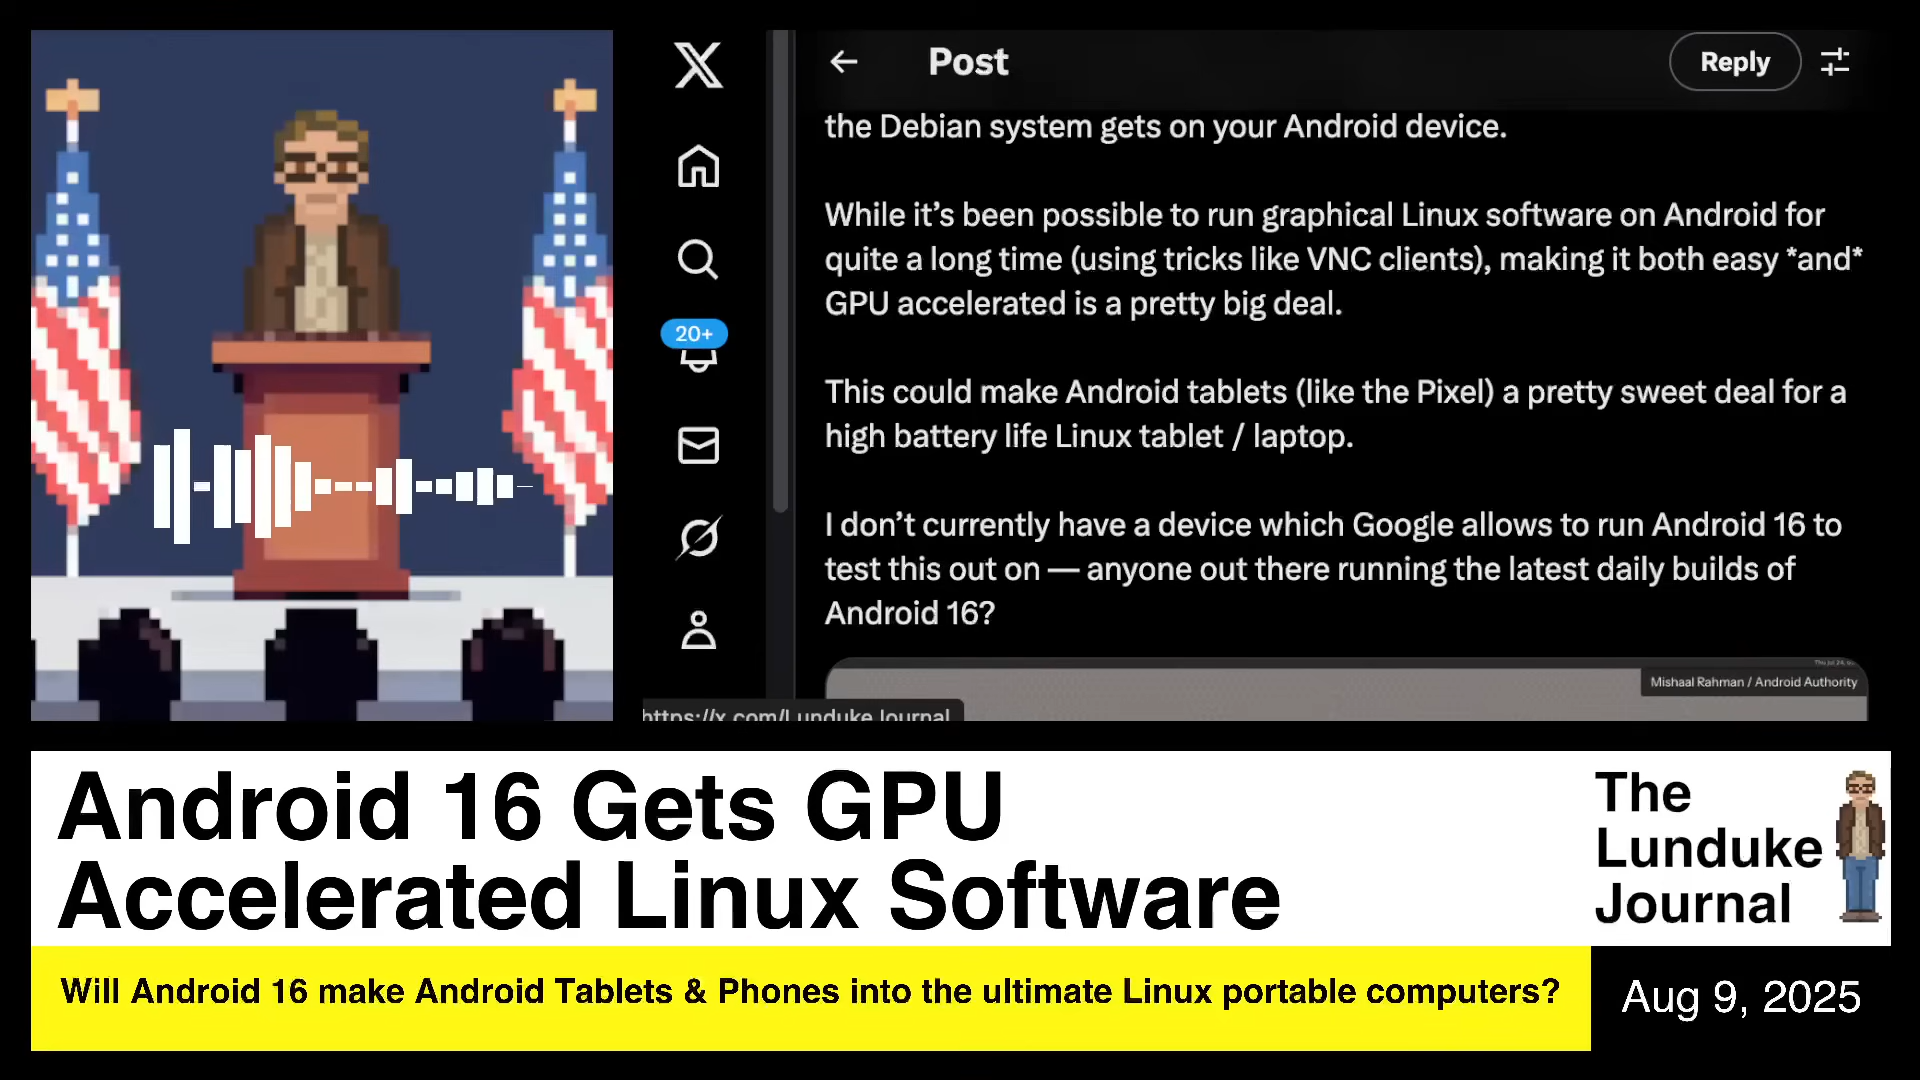 Post
Reply
the Debian system gets on your Android device.
While it’s been possible to run graphical Linux software on Android for
quite a long time (using tricks like VNC clients), making it both easy *and*
GPU accelerated is a pretty big deal.
20+
This could make Android tablets (like the Pixel) a pretty sweet deal for a
high battery life Linux tablet / laptop.
I don’t currently have a device which Google allows to run Android 16 to
test this out on — anyone out there running the latest daily builds of
Android 16?
Mishaal Rahman / Android Authority
https://x.com/LundukeJournal
Android 16 Gets GPU
Accelerated Linux Software
The
Lunduke
Journal
Will Android 16 make Android Tablets & Phones into the ultimate Linux portable computers?
Aug 9, 2025